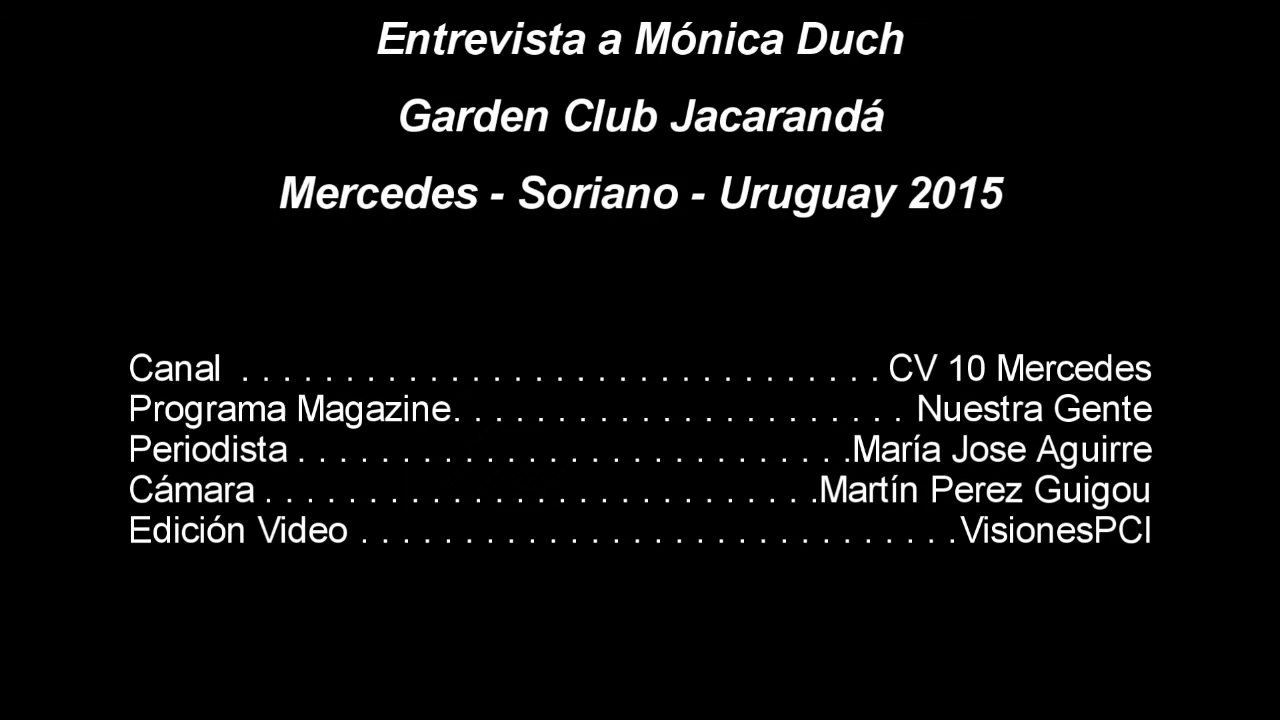 Entrevista a Mónica Duch
Garden Club Jacarandá
Mercedes - Soriano - Uruguay 2015
Canal . . . . . . . . . . . . . . . . . . . . . . . . . . . . . . . CV 10 Mercedes
Programa Magazine. . . . . . . . . . . . . . . . . . . . . . Nuestra Gente
Periodista . . . . . . . . . . . . . . . . . . . . . . . . . . .María Jose Aguirre
Cámara . . . . . . . . . . . . . . . . . . . . . . . . . . .Martín Perez Guigou
Edición Video . . . . . . . . . . . . . . . . . . . . . . . . . . . . .VisionesPCI